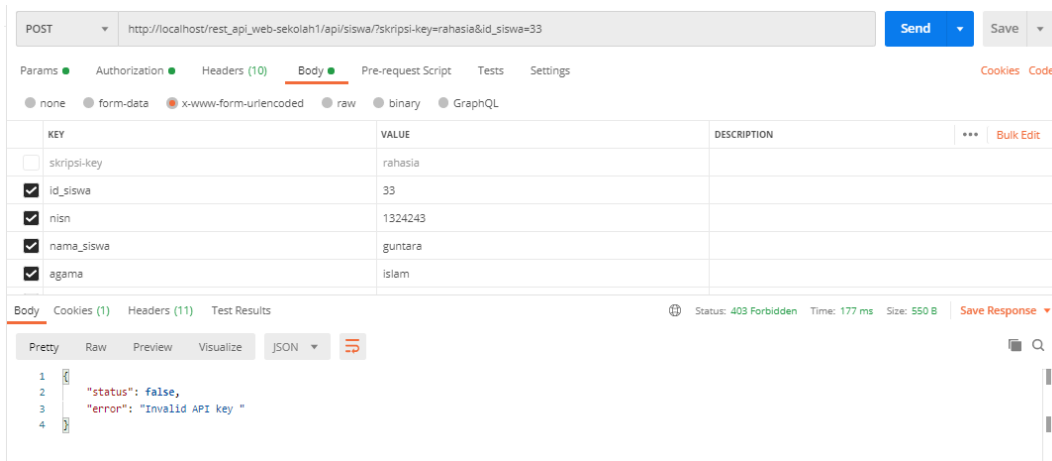 POST http://localhost/rest_api_web-sekolah1/api/siswa/?skripsi-key=rahasia&id_siswa=33 Send Save
Params Authorization Headers (10) Body Pre-request Script Tests Settings Cookies Code
none form-data x-www-form-urlencoded raw binary GraphQL
KEY VALUE DESCRIPTION ••• Bulk Edit
skripsi-key rahasia
id_siswa 33
nisn 1324243
nama_siswa guntara
agama islam
Body Cookies (1) Headers (11) Test Results Status: 403 Forbidden Time: 177 ms Size: 550 B Save Response
Pretty Raw Preview Visualize JSON
1 {
2 "status": false,
3 "error": "Invalid API key "
4 }